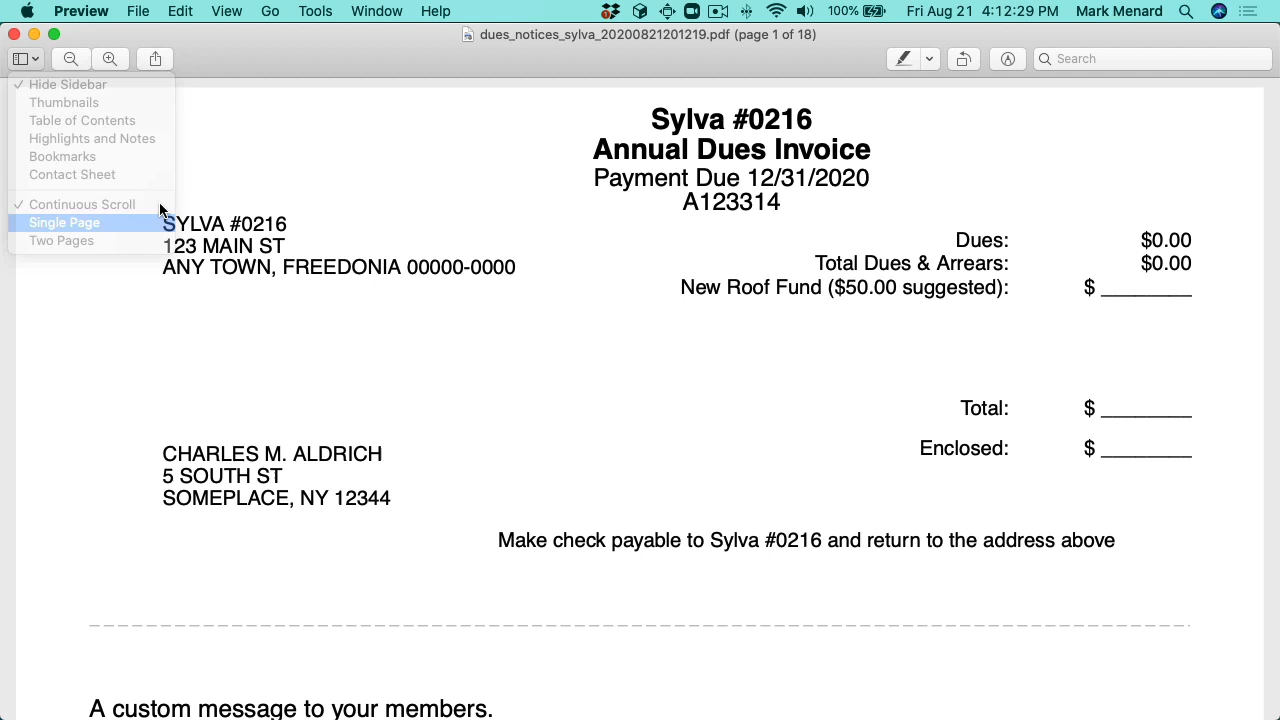 Preview File Edit View Go Tools Window Help 100% Fri Aug 21 4:12:29 PM Mark Menard
dues_notices_sylva_20200821201219.pdf (page 1 of 18)
Search
✓ Hide Sidebar
Thumbnails
Table of Contents
Highlights and Notes
Bookmarks
Contact Sheet
✓ Continuous Scroll
Single Page
Two Pages
Sylva #0216
Annual Dues Invoice
Payment Due 12/31/2020
A123314
SYLVA #0216
123 MAIN ST
ANY TOWN, FREEDONIA 00000-0000
Dues: $0.00
Total Dues & Arrears: $0.00
New Roof Fund ($50.00 suggested): $ ________
Total: $ ________
Enclosed: $ ________
CHARLES M. ALDRICH
5 SOUTH ST
SOMEPLACE, NY 12344
Make check payable to Sylva #0216 and return to the address above
A custom message to your members.